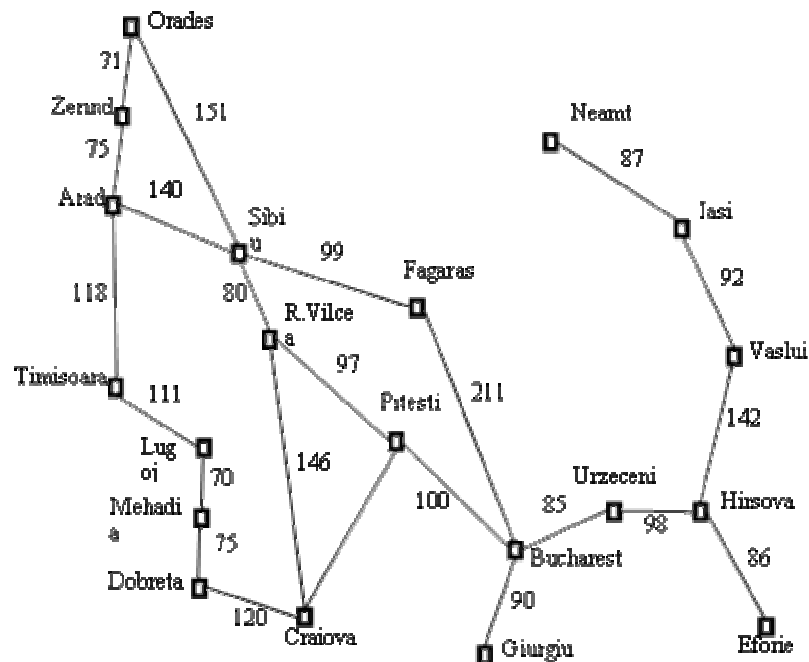 Orades
71
Zerind
151
Neamt
75
87
Arad
140
Iasi
Sibi
u
99
Fagaras
92
118
80
R.Vilce
a
97
Vaslui
Timisoara
111
Pitesti
211
142
Lug
oj
146
70
Urzeceni
100
Mehadi
a
85
98
Hirsova
75
Bucharest
86
Dobreta
120
90
Craiova
Giurgiu
Eforie